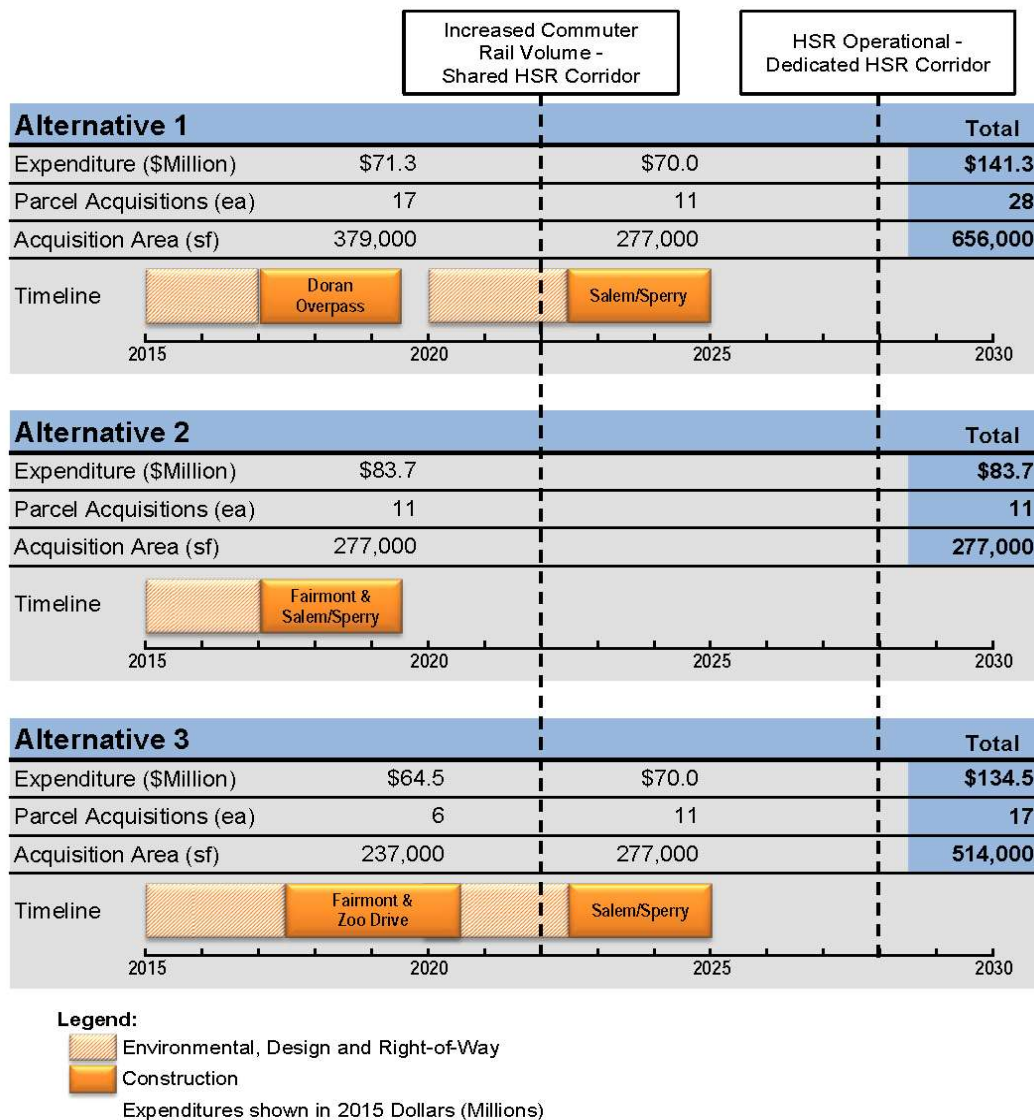 Increased Commuter
Rail Volume -
Shared HSR Corridor
HSR Operational -
Dedicated HSR Corridor
Alternative 1 Total
Expenditure ($Million) $71.3 $70.0 $141.3
Parcel Acquisitions (ea) 17 11 28
Acquisition Area (sf) 379,000 277,000 656,000
Timeline
Doran
Overpass
Salem/Sperry
2015 2020 2025 2030
Alternative 2 Total
Expenditure ($Million) $83.7 $83.7
Parcel Acquisitions (ea) 11 11
Acquisition Area (sf) 277,000 277,000
Timeline
Fairmont &
Salem/Sperry
2015 2020 2025 2030
Alternative 3 Total
Expenditure ($Million) $64.5 $70.0 $134.5
Parcel Acquisitions (ea) 6 11 17
Acquisition Area (sf) 237,000 277,000 514,000
Timeline
Fairmont &
Zoo Drive
Salem/Sperry
2015 2020 2025 2030
Legend:
Environmental, Design and Right-of-Way
Construction
Expenditures shown in 2015 Dollars (Millions)